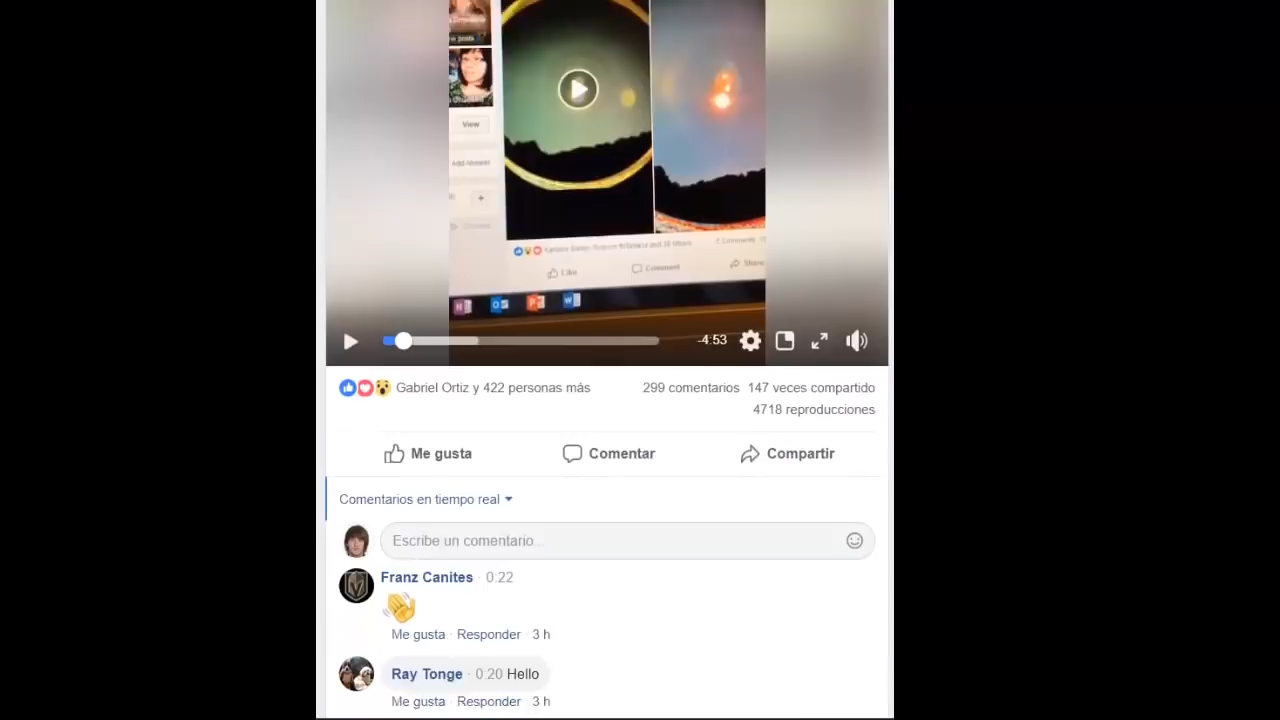 View
Add Answer
Like
Comment
Share
-4:53
Gabriel Ortiz y 422 personas más
299 comentarios 147 veces compartido
4718 reproducciones
Me gusta
Comentar
Compartir
Comentarios en tiempo real
Escribe un comentario...
Franz Canites · 0:22
Me gusta · Responder · 3 h
Ray Tonge · 0:20 Hello
Me gusta · Responder · 3 h